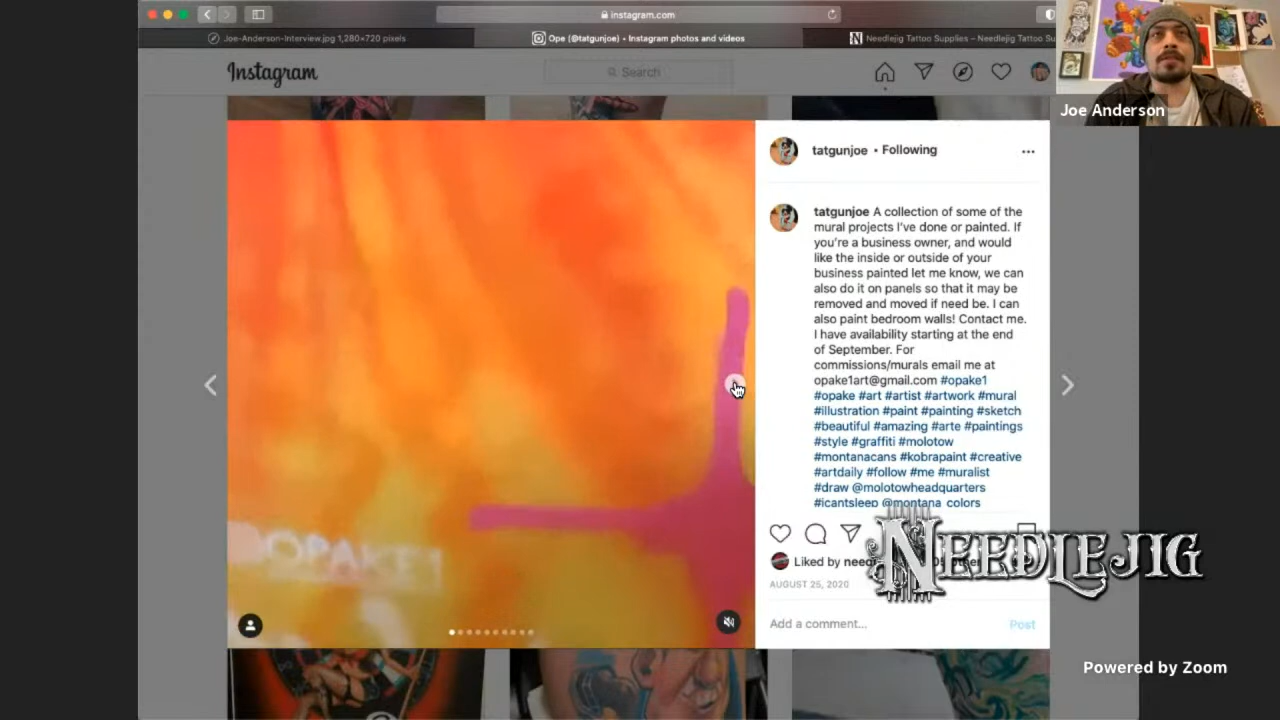 instagram.com
Joe-Anderson-Interview.jpg 1,280×720 pixels
Ope (@tatgunjoe) • Instagram photos and videos
Needlejig Tattoo Supplies – Needlejig Tattoo Su
Instagram
Search
Joe Anderson
tatgunjoe • Following
tatgunjoe A collection of some of the
mural projects I've done or painted. If
you're a business owner, and would
like the inside or outside of your
business painted let me know, we can
also do it on panels so that it may be
removed and moved if need be. I can
also paint bedroom walls! Contact me.
I have availability starting at the end
of September. For
commissions/murals email me at
opake1art@gmail.com #opake1
#opake #art #artist #artwork #mural
#illustration #paint #painting #sketch
#beautiful #amazing #arte #paintings
#style #graffiti #molotow
#montanacans #kobrapaint #creative
#artdaily #follow #me #muralist
#draw @molotowheadquarters
#icantsleep @montana_colors
OPAKE1
NEEDLEJIG
Liked by
AUGUST 25, 2020
Add a comment...
Post
Powered by Zoom